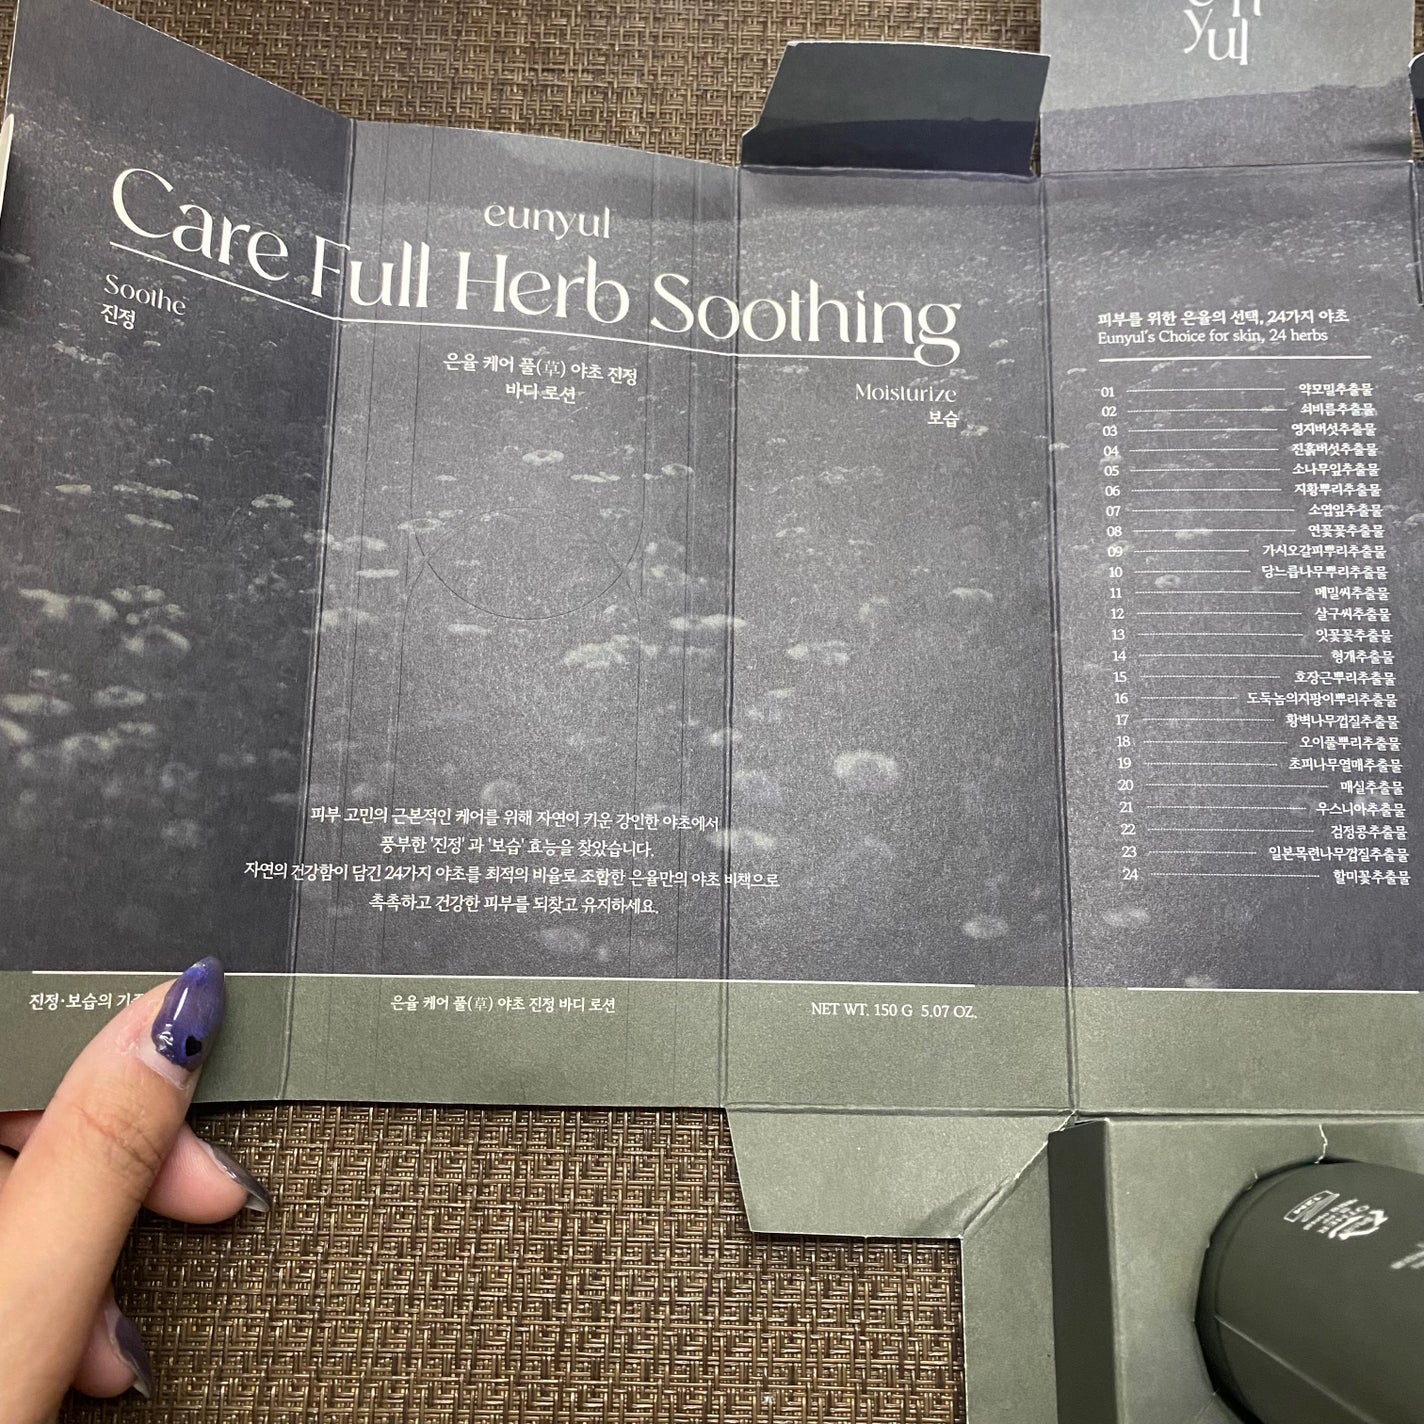 yul
eunyul
Care Full Herb Soothing
Soothe
진정
은율 케어 풀(草) 야초 진정
바디 로션
Moisturize
보습
피부 고민의 근본적인 케어를 위해 자연이 키운 강인한 야초에서
풍부한 '진정' 과 '보습' 효능을 찾았습니다.
자연의 건강함이 담긴 24가지 야초를 최적의 비율로 조합한 은율만의 야초 비책으로
촉촉하고 건강한 피부를 되찾고 유지하세요.
진정·보습의
은율 케어 풀(草) 야초 진정 바디 로션
NET WT. 150 G 5.07 OZ.
피부를 위한 은율의 선택, 24가지 야초
Eunyul's Choice for skin, 24 herbs
01 약모밀추출물
02 쇠비름추출물
03 영지버섯추출물
04 진흙버섯추출물
05 소나무잎추출물
06 지황뿌리추출물
07 소엽잎추출물
08 연꽃꽃추출물
09 가시오갈피뿌리추출물
10 당느릅나무뿌리추출물
11 메밀씨추출물
12 살구씨추출물
13 잇꽃꽃추출물
14 형개추출물
15 호장근뿌리추출물
16 도둑놈의지팡이뿌리추출물
17 황벽나무껍질추출물
18 오이풀뿌리추출물
19 초피나무열매추출물
20 매실추출물
21 우스니아추출물
22 검정콩추출물
23 일본목련나무껍질추출물
24 할미꽃추출물